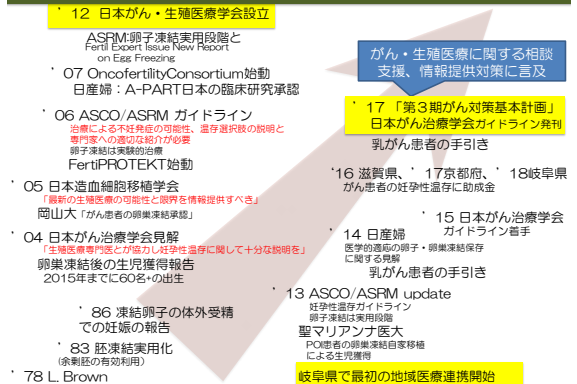 ' 12 日本がん・生殖医療学会設立
ASRM:卵子凍結実用段階と
Fertil Expert Issue New Report
on Egg Freezing
' 07 OncofertilityConsortium始動
日産婦：A-PART日本の臨床研究承認
' 06 ASCO/ASRM ガイドライン
治療による不妊発症の可能性、温存選択肢の説明と
専門家への適切な紹介が必要
卵子凍結は実験的治療
FertiPROTEKT始動
' 05 日本造血細胞移植学会
「最新の生殖医療の可能性と限界を情報提供すべき」
岡山大「がん患者の卵巣凍結承認」
' 04 日本がん治療学会見解
「生殖医療専門医とが協力し妊孕性温存に関して十分な説明を」
卵巣凍結後の生児獲得報告
2015年までに60名+の出生
' 86 凍結卵子の体外受精
での妊娠の報告
' 83 胚凍結実用化
(余剰胚の有効利用)
' 78 L. Brown
がん・生殖医療に関する相談
支援、情報提供対策に言及
' 17 「第３期がん対策基本計画」
日本がん治療学会ガイドライン発刊
乳がん患者の手引き
'16 滋賀県、' 17京都府、' 18岐阜県
がん患者の妊孕性温存に助成金
' 15 日本がん治療学会
ガイドライン着手
' 14 日産婦
医学的適応の卵子・卵巣凍結保存
に関する見解
乳がん患者の手引き
' 13 ASCO/ASRM update
妊孕性温存ガイドライン
卵子凍結は実用段階
聖マリアンナ医大
POI患者の卵巣凍結自家移植
による生児獲得
岐阜県で最初の地域医療連携開始